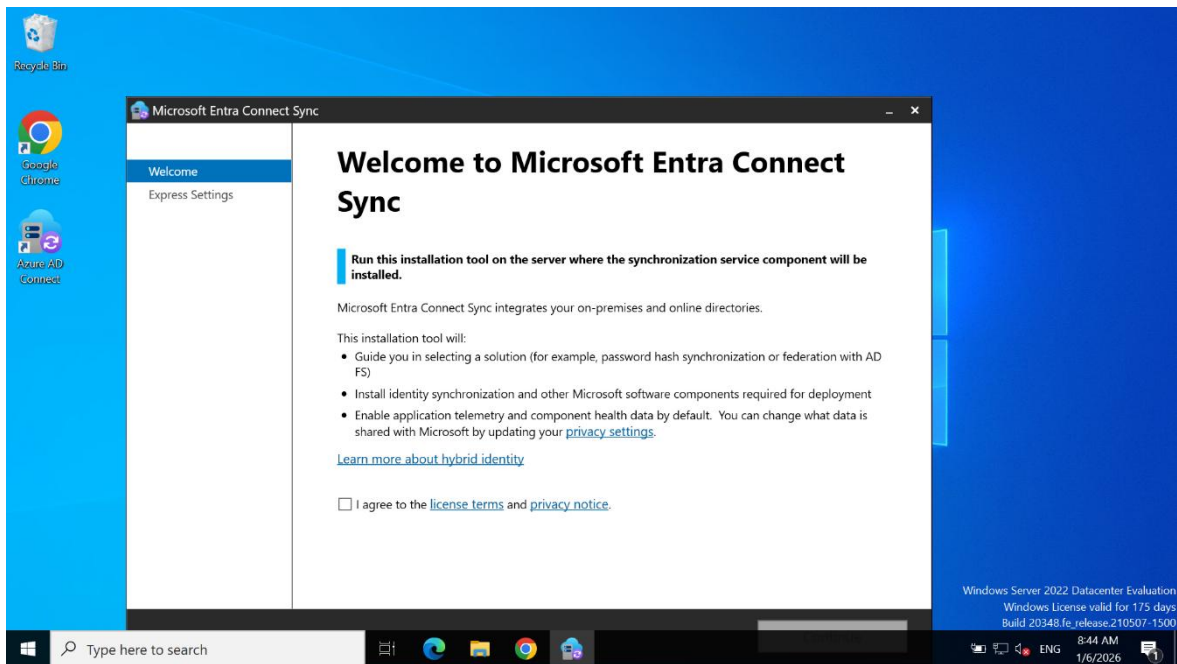 Recycle Bin
Google
Chrome
Azure AD
Connect
Microsoft Entra Connect Sync
Welcome
Express Settings
Welcome to Microsoft Entra Connect
Sync
Run this installation tool on the server where the synchronization service component will be
installed.
Microsoft Entra Connect Sync integrates your on-premises and online directories.
This installation tool will:
• Guide you in selecting a solution (for example, password hash synchronization or federation with AD
FS)
• Install identity synchronization and other Microsoft software components required for deployment
• Enable application telemetry and component health data by default. You can change what data is
shared with Microsoft by updating your privacy settings.
Learn more about hybrid identity
I agree to the license terms and privacy notice.
Windows Server 2022 Datacenter Evaluation
Windows License valid for 175 days
Build 20348.fe_release.210507-1500
Type here to search
ENG
8:44 AM
1/6/2026
1